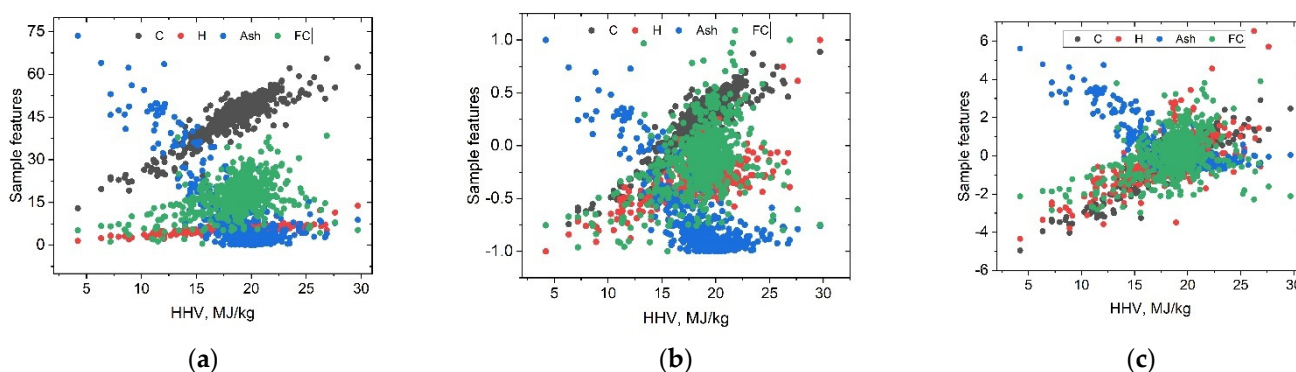 C H Ash FC
Sample features
75
60
45
30
15
0
5 10 15 20 25 30
HHV, MJ/kg
(a)
C H Ash FC
Sample features
1.0
0.5
0.0
-0.5
-1.0
5 10 15 20 25 30
HHV, MJ/kg
(b)
C H Ash FC
Sample features
6
4
2
0
-2
-4
-6
5 10 15 20 25 30
HHV, MJ/kg
(c)